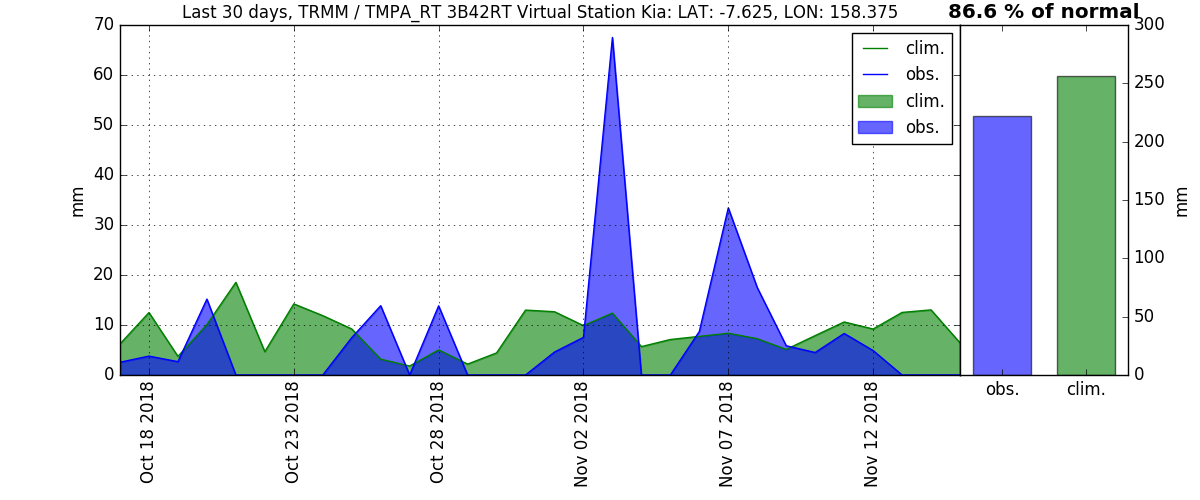 Last 30 days, TRMM / TMPA_RT 3B42RT Virtual Station Kia: LAT: -7.625, LON: 158.375
86.6 % of normal
70
60
50
40
30
20
10
0
mm
clim.
obs.
clim.
obs.
Oct 18 2018
Oct 23 2018
Oct 28 2018
Nov 02 2018
Nov 07 2018
Nov 12 2018
300
250
200
150
100
50
0
mm
obs.
clim.